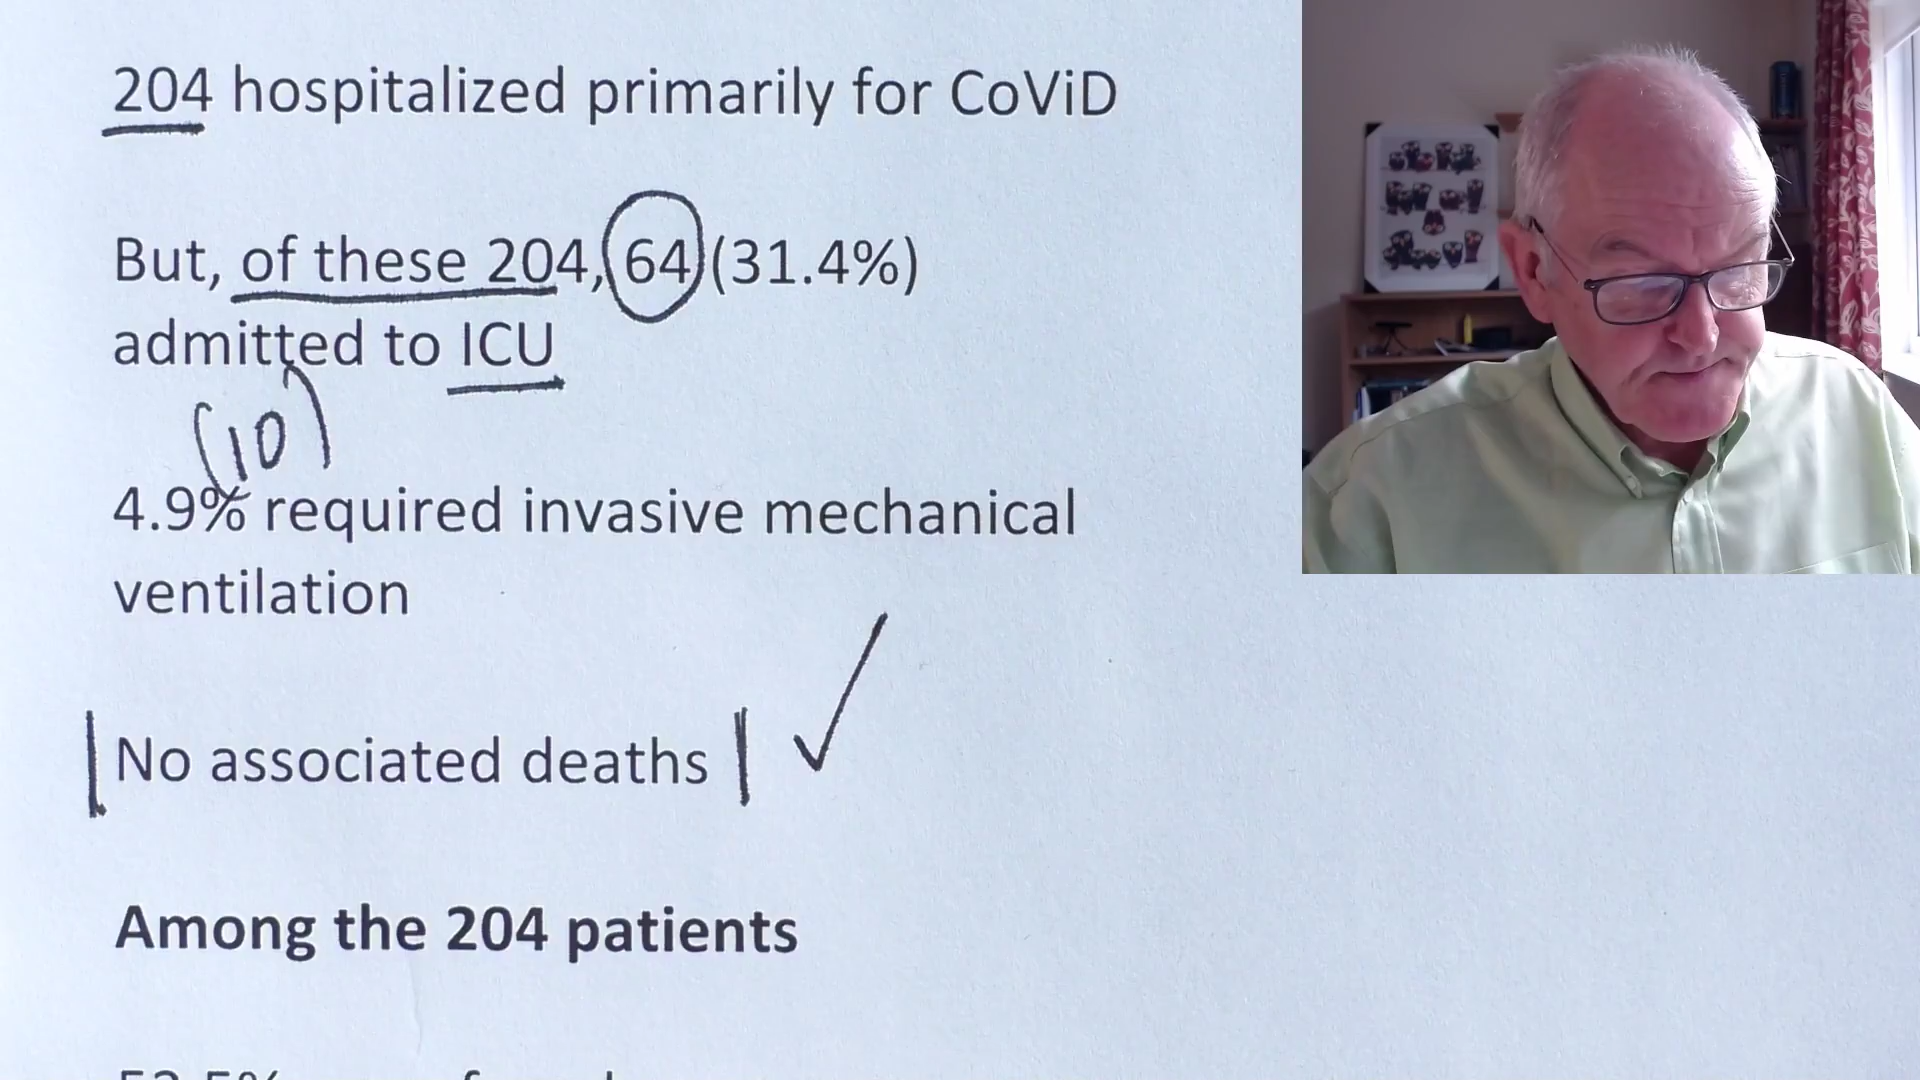 204 hospitalized primarily for CoViD
But, of these 204, 64 (31.4%)
admitted to ICU
(10)
4.9% required invasive mechanical
ventilation
No associated deaths
Among the 204 patients